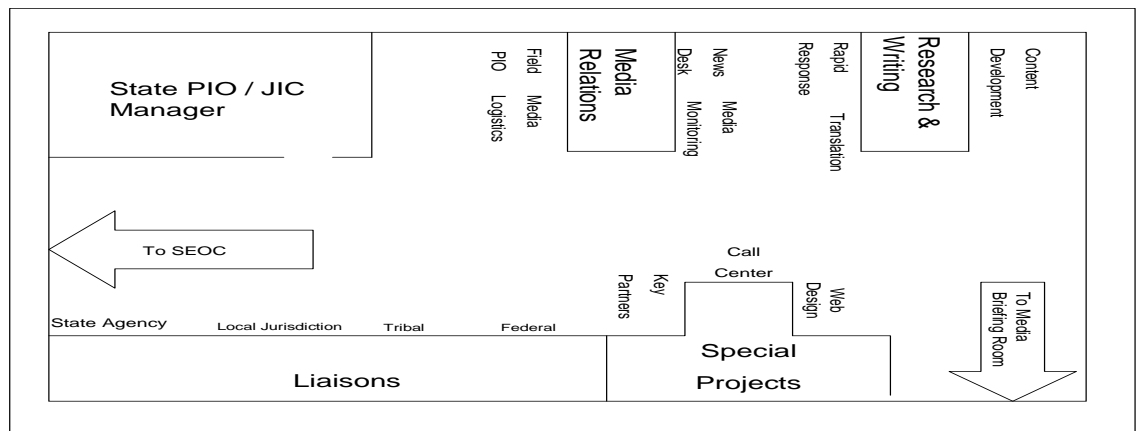 State PIO / JIC
Manager
Field Media
PIO Logistics
Media
Relations
News Media
Desk Monitoring
Rapid Translation
Response
Research &
Writing
Content
Development
To SEOC
Call
Center
Key
Partners
Web
Design
To Media
Briefing Room
State Agency
Local Jurisdiction
Tribal
Federal
Liaisons
Special
Projects